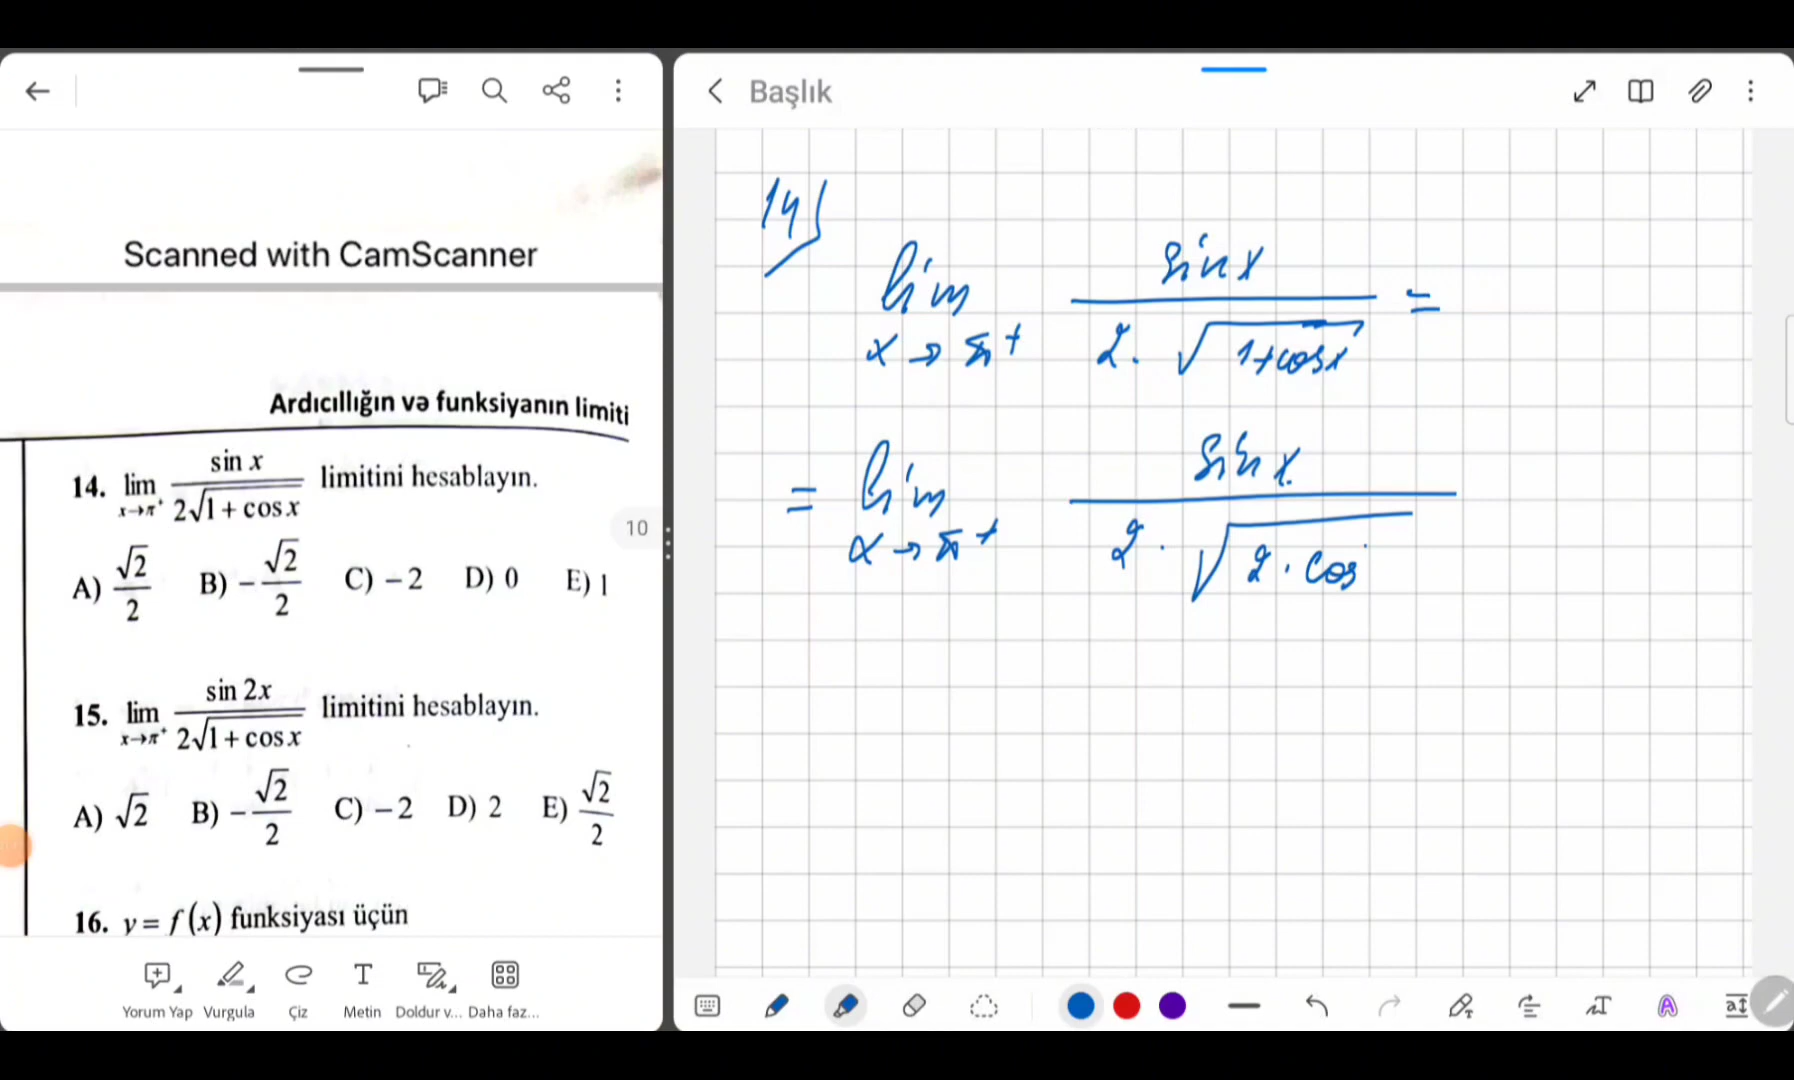 Başlık
Scanned with CamScanner
Ardıcıllığın və funksiyanın limiti
14. lim x→π⁺ sin x / 2√1 + cos x limitini hesablayın.
A) √2/2 B) −√2/2 C) −2 D) 0 E) 1
15. lim x→π⁺ sin 2x / 2√1 + cos x limitini hesablayın.
A) √2 B) −√2/2 C) −2 D) 2 E) √2/2
16. y = f (x) funksiyası üçün
10
Yorum Yap Vurgula Çiz Metin Doldur v... Daha faz...
14)
lim x→π⁺ sin x / 2·√1+cosx =
= lim x→π⁺ sin x / 2·√2·cos